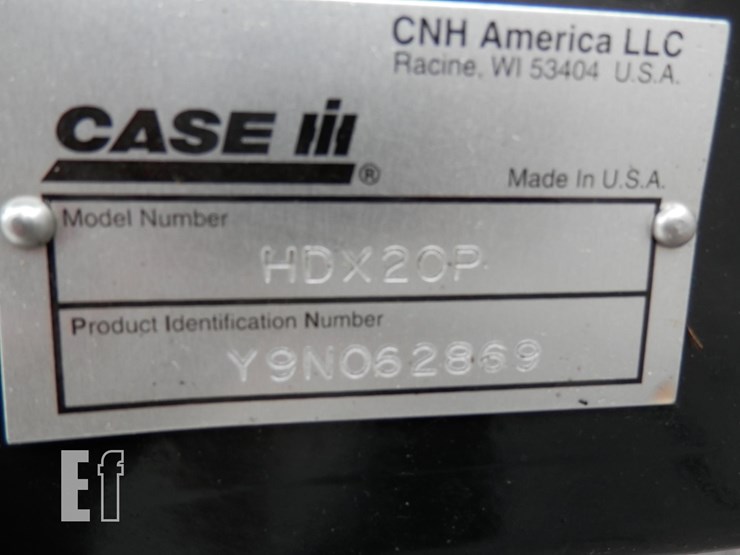 CNH America LLC
Racine, WI 53404 U.S.A.
CASE IH®
Made In U.S.A.
Model Number
HDX20P
Product Identification Number
Y9N062869
Ef